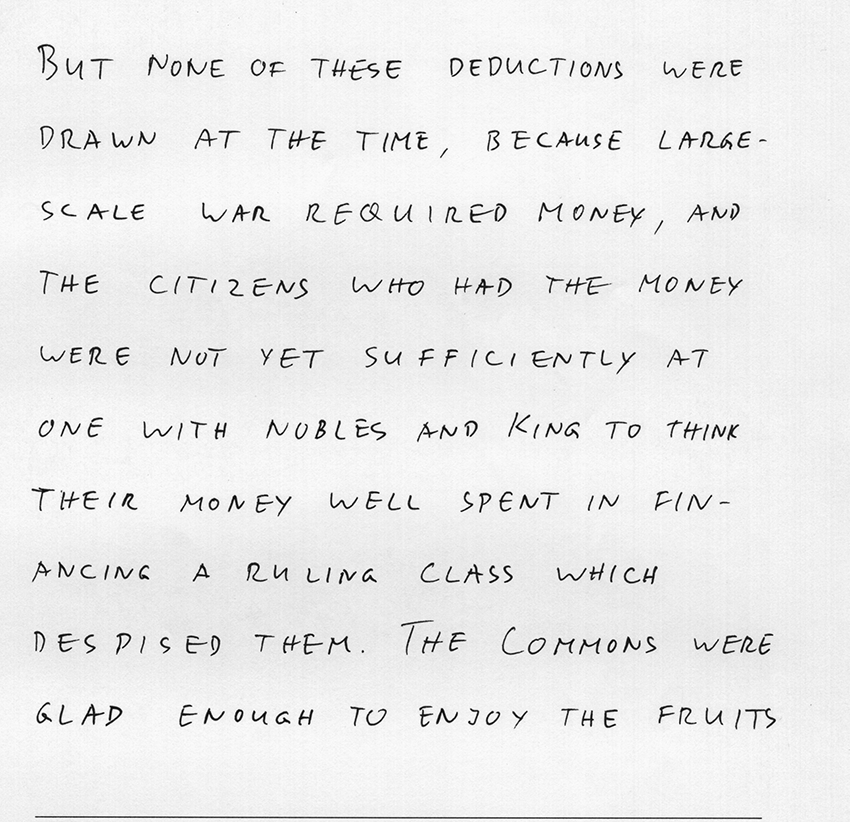 BUT NONE OF THESE DEDUCTIONS WERE
DRAWN AT THE TIME, BECAUSE LARGE-
SCALE WAR REQUIRED MONEY, AND
THE CITIZENS WHO HAD THE MONEY
WERE NOT YET SUFFICIENTLY AT
ONE WITH NOBLES AND KING TO THINK
THEIR MONEY WELL SPENT IN FIN-
ANCING A RULING CLASS WHICH
DESPISED THEM. THE COMMONS WERE
GLAD ENOUGH TO ENJOY THE FRUITS